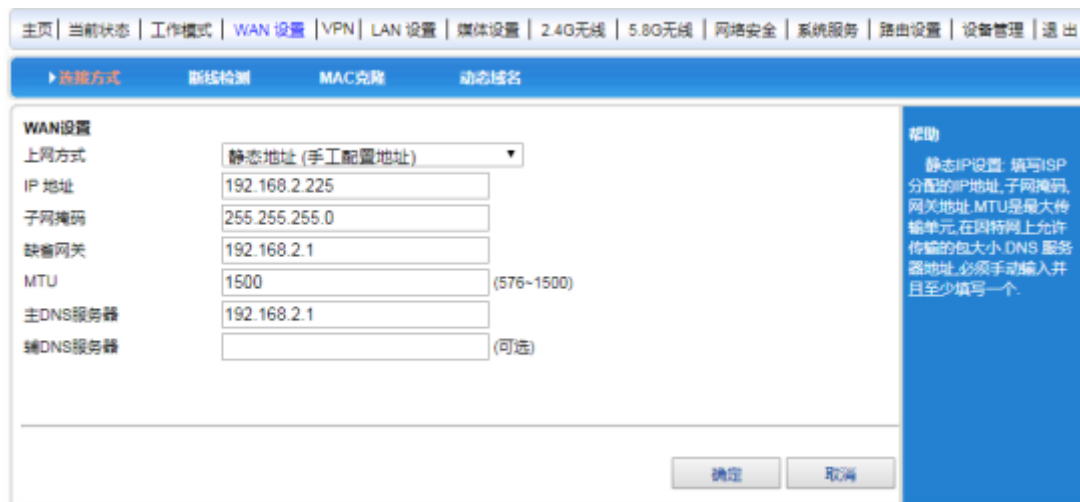 主页| 当前状态 | 工作模式 | WAN 设置 |VPN| LAN 设置 | 媒体设置 | 2.4G无线 | 5.8G无线 | 网络安全 | 系统服务 | 路由设置 | 设备管理 |退 出
连接方式 断线检测 MAC克隆 动态域名
WAN设置
上网方式 静态地址 (手工配置地址)
IP 地址 192.168.2.225
子网掩码 255.255.255.0
缺省网关 192.168.2.1
MTU 1500 (576~1500)
主DNS服务器 192.168.2.1
辅DNS服务器 (可选)
确定 取消
帮助
静态IP设置: 填写ISP
分配的IP地址,子网掩码,
网关地址.MTU是最大传
输单元,在因特网上允许
传输的包大小.DNS 服务
器地址,必须手动输入并
且至少填写一个.